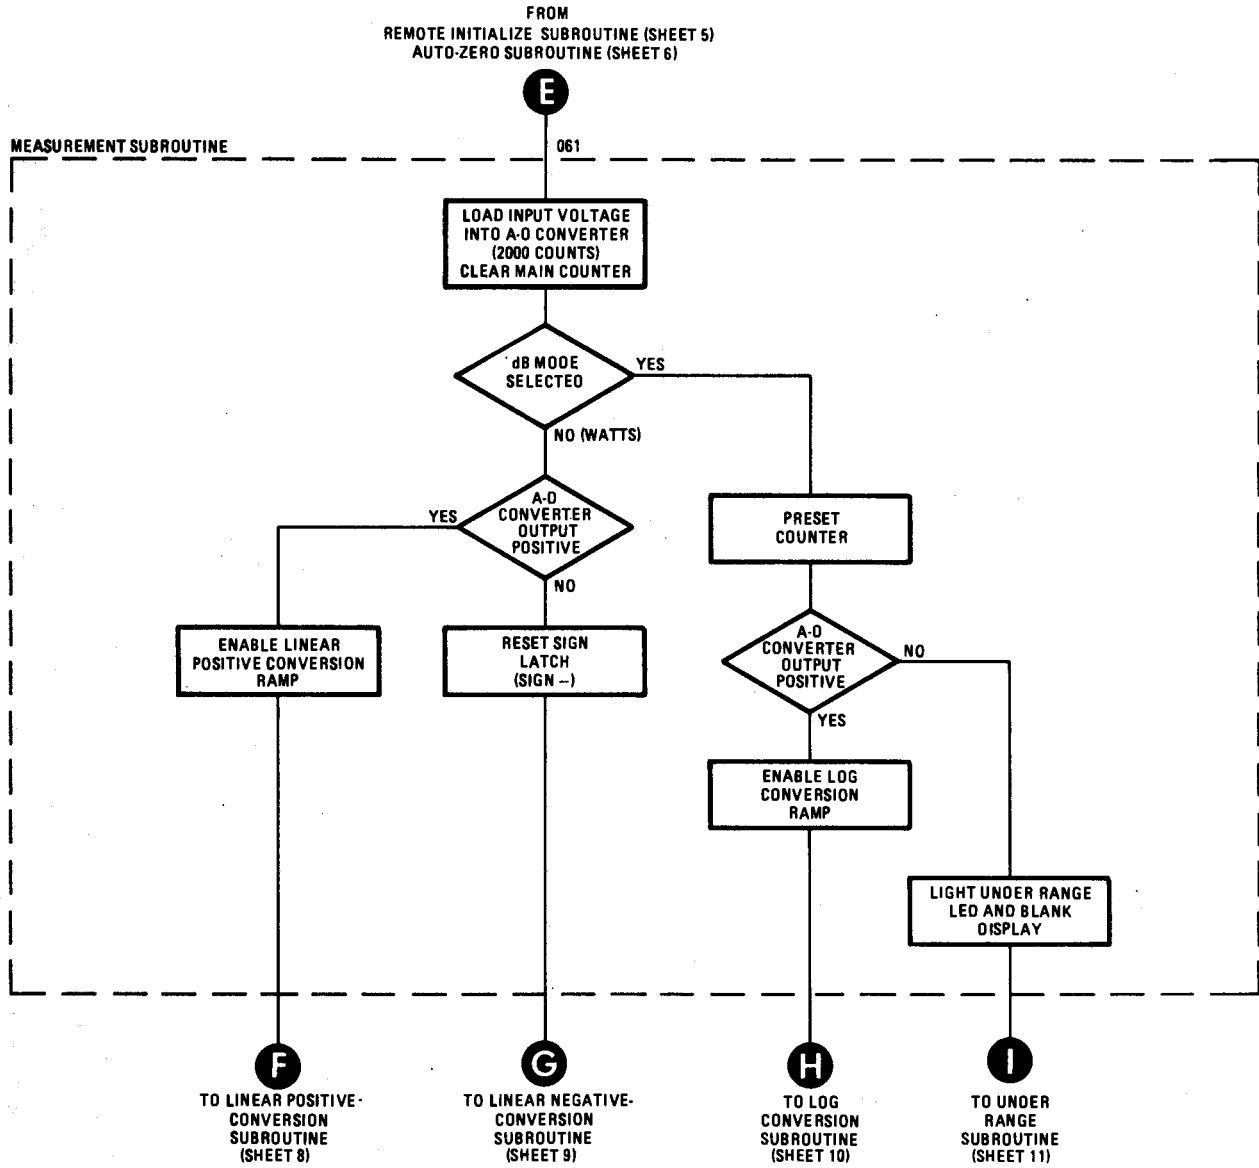 FROM
REMOTE INITIALIZE SUBROUTINE (SHEET 5)
AUTO-ZERO SUBROUTINE (SHEET 6)
E
MEASUREMENT SUBROUTINE
061
LOAD INPUT VOLTAGE
INTO A-D CONVERTER
(2000 COUNTS)
CLEAR MAIN COUNTER
dB MODE
SELECTED
YES
NO (WATTS)
A-D
CONVERTER
OUTPUT
POSITIVE
YES
NO
PRESET
COUNTER
ENABLE LINEAR
POSITIVE CONVERSION
RAMP
RESET SIGN
LATCH
(SIGN –)
A-D
CONVERTER
OUTPUT
POSITIVE
NO
YES
ENABLE LOG
CONVERSION
RAMP
LIGHT UNDER RANGE
LED AND BLANK
DISPLAY
F
TO LINEAR POSITIVE-
CONVERSION
SUBROUTINE
(SHEET 8)
G
TO LINEAR NEGATIVE-
CONVERSION
SUBROUTINE
(SHEET 9)
H
TO LOG
CONVERSION
SUBROUTINE
(SHEET 10)
I
TO UNDER
RANGE
SUBROUTINE
(SHEET 11)